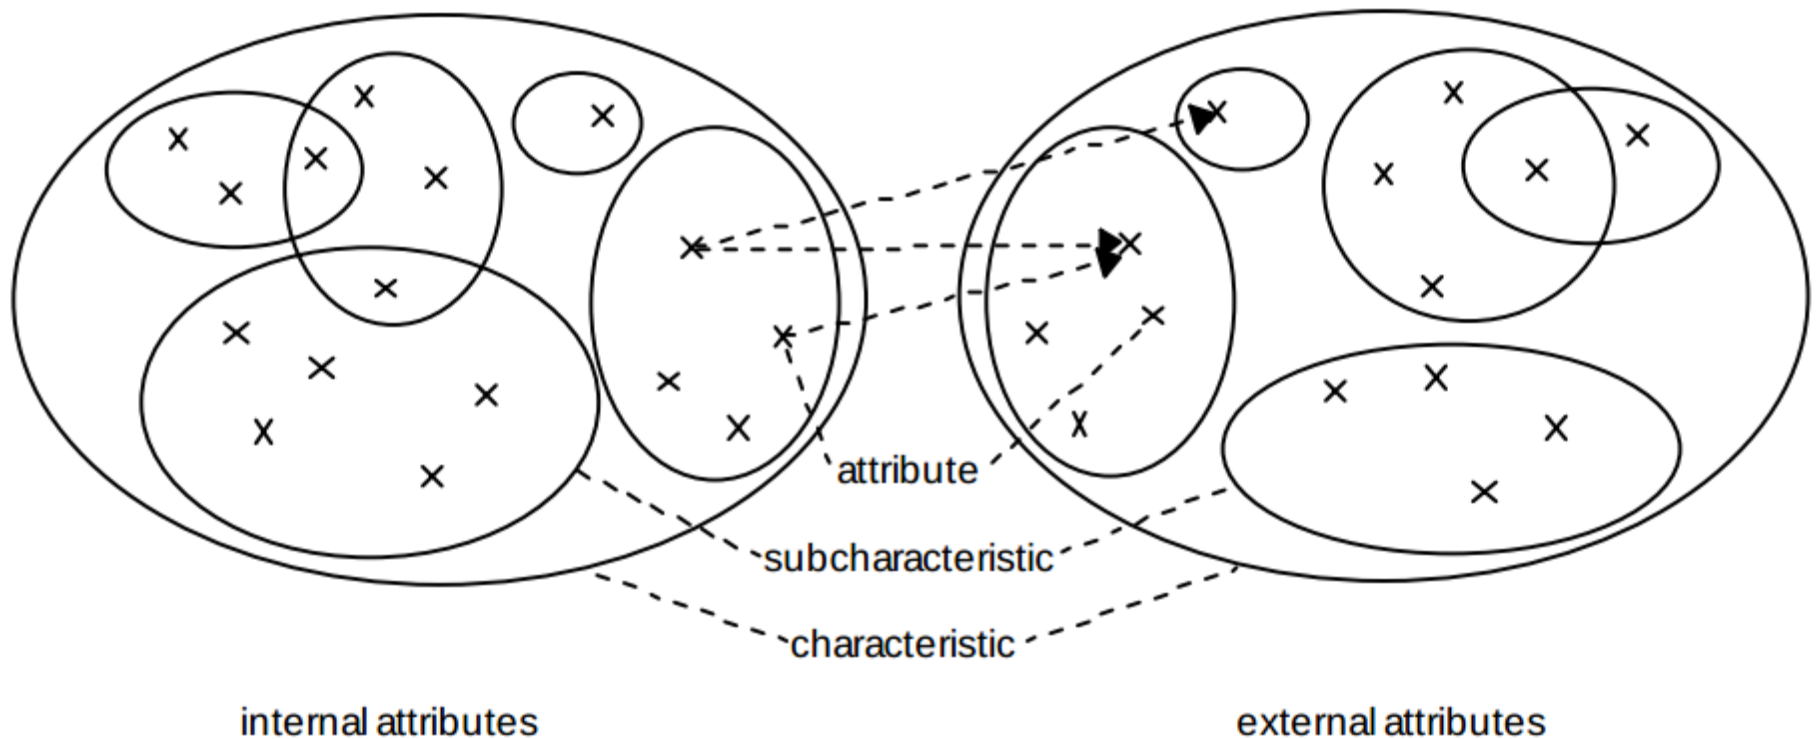 attribute
subcharacteristic
characteristic
internal attributes
external attributes